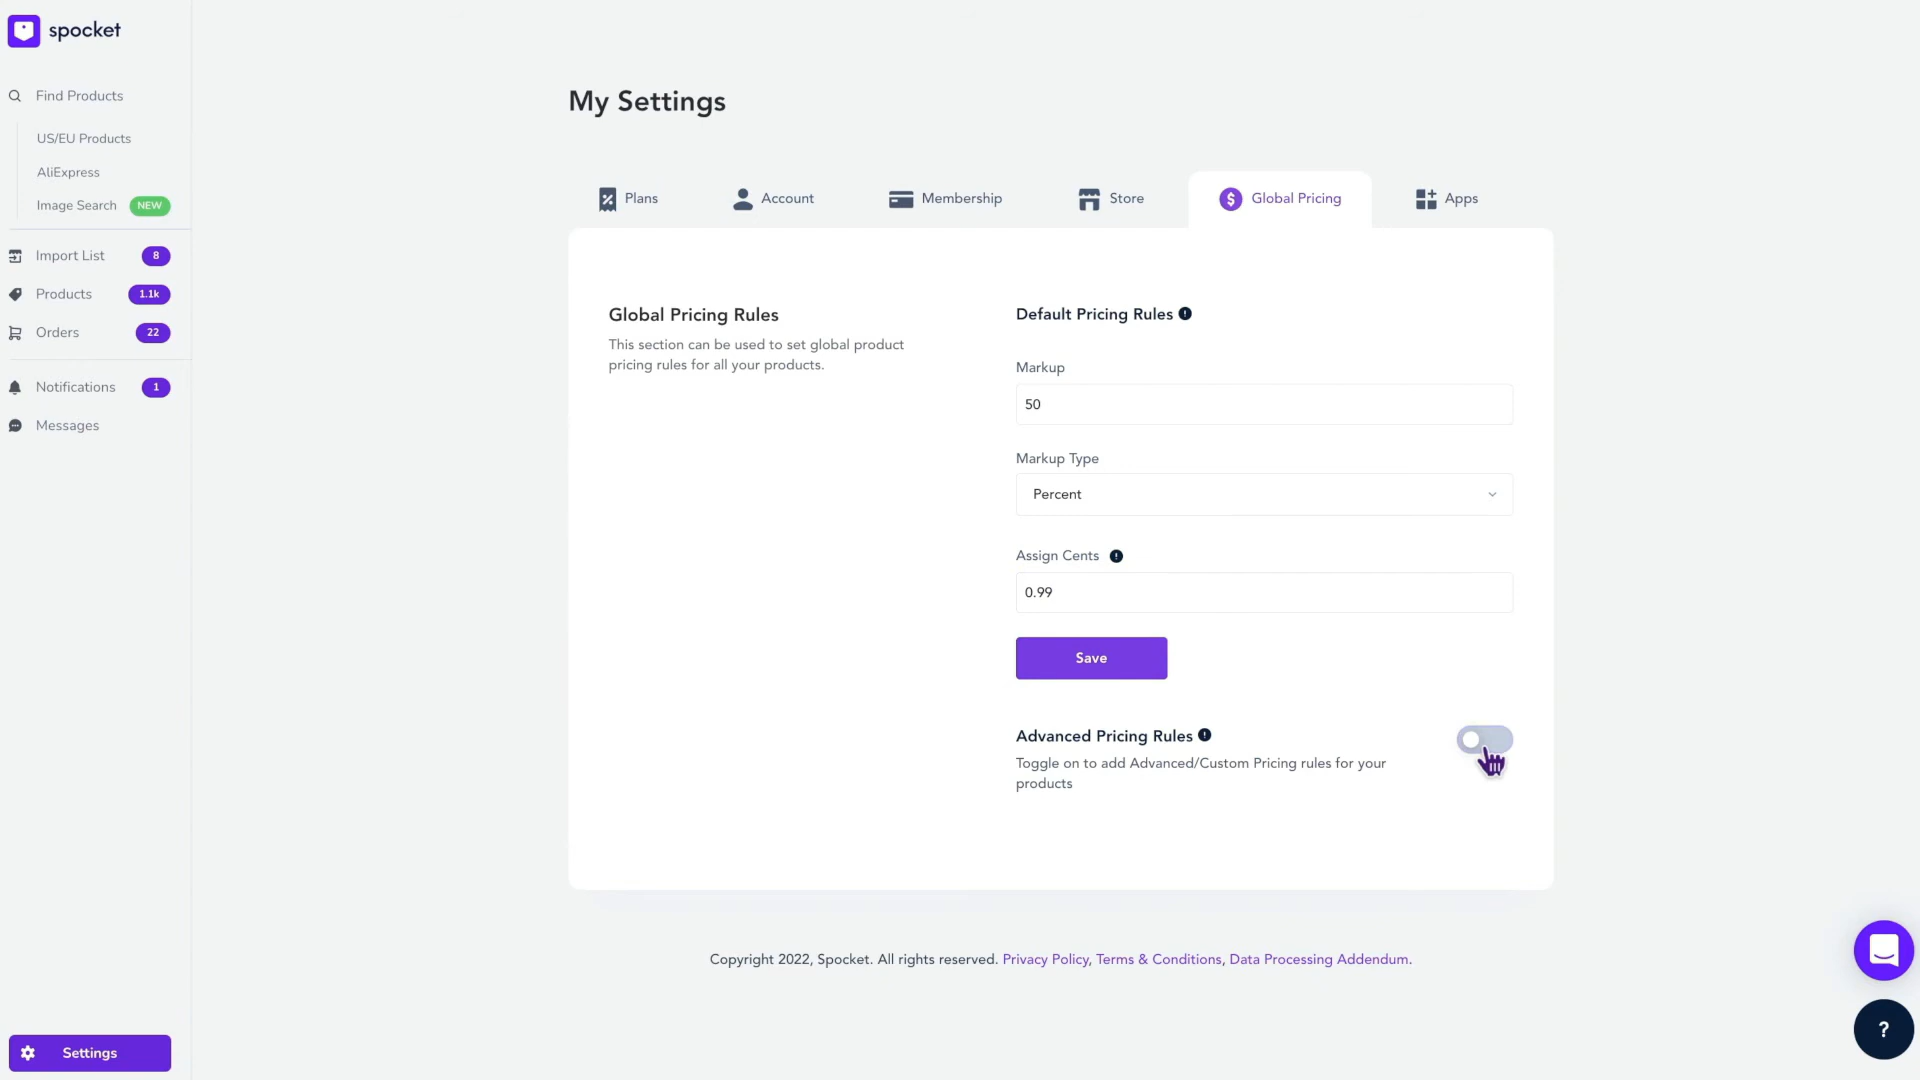 spocket
Find Products
US/EU Products
AliExpress
Image Search NEW
Import List 8
Products 1.1k
Orders 22
Notifications 1
Messages
Settings
My Settings
Plans
Account
Membership
Store
Global Pricing
Apps
Global Pricing Rules
This section can be used to set global product
pricing rules for all your products.
Default Pricing Rules
Markup
50
Markup Type
Percent
Assign Cents
0.99
Save
Advanced Pricing Rules
Toggle on to add Advanced/Custom Pricing rules for your
products
Copyright 2022, Spocket. All rights reserved. Privacy Policy, Terms & Conditions, Data Processing Addendum.
?